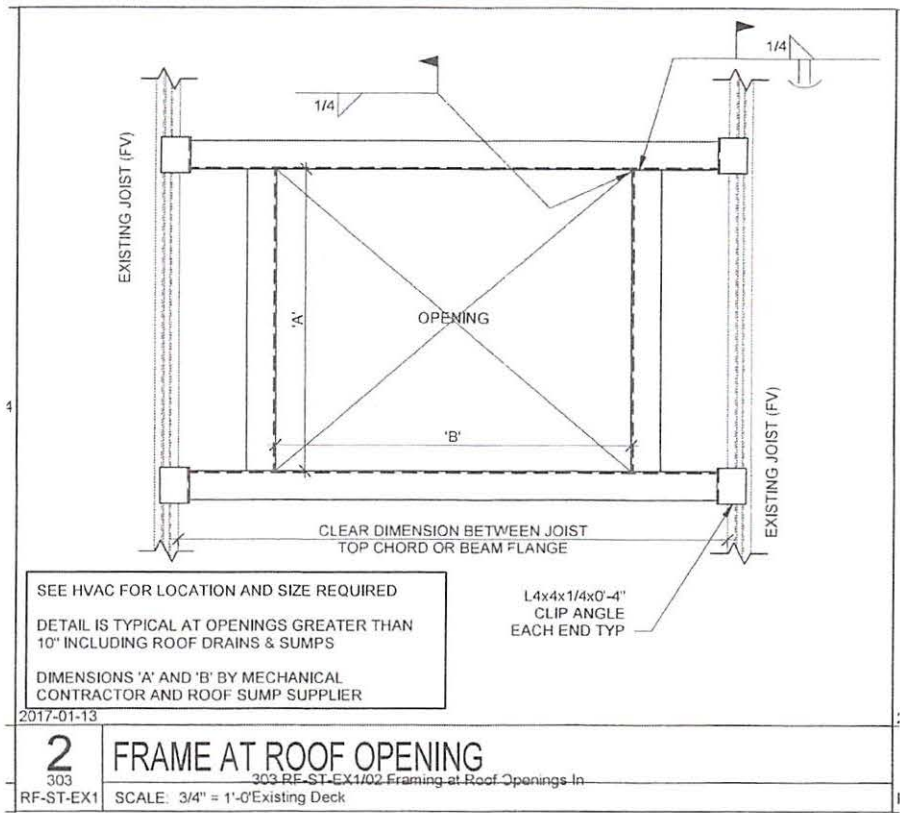 1/4
1/4
EXISTING JOIST (FV)
'A'
OPENING
'B'
EXISTING JOIST (FV)
CLEAR DIMENSION BETWEEN JOIST
TOP CHORD OR BEAM FLANGE
L4x4x1/4x0'-4"
CLIP ANGLE
EACH END TYP
SEE HVAC FOR LOCATION AND SIZE REQUIRED
DETAIL IS TYPICAL AT OPENINGS GREATER THAN
10" INCLUDING ROOF DRAINS & SUMPS
DIMENSIONS 'A' AND 'B' BY MECHANICAL
CONTRACTOR AND ROOF SUMP SUPPLIER
2017-01-13
2
303
RF-ST-EX1
FRAME AT ROOF OPENING
303 RF-ST-EX1/02 Framing at Roof Openings In
SCALE: 3/4" = 1'-0'Existing Deck
4